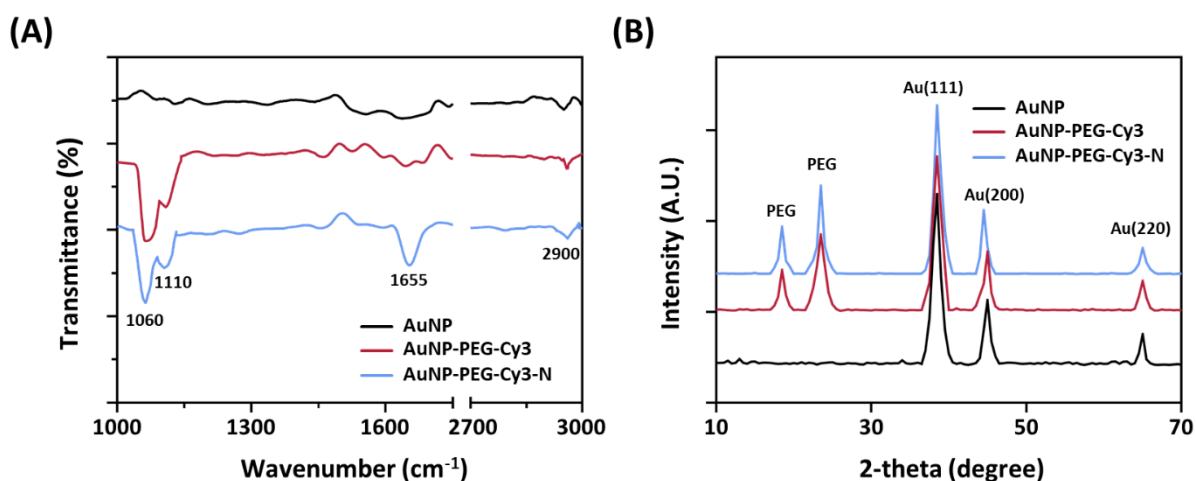 (A)
Transmittance (%)
1060
1110
1655
2900
AuNP
AuNP-PEG-Cy3
AuNP-PEG-Cy3-N
1000
1300
1600
2700
3000
Wavenumber (cm⁻¹)
(B)
Intensity (A.U.)
PEG
PEG
Au(111)
Au(200)
Au(220)
AuNP
AuNP-PEG-Cy3
AuNP-PEG-Cy3-N
10
30
50
70
2-theta (degree)